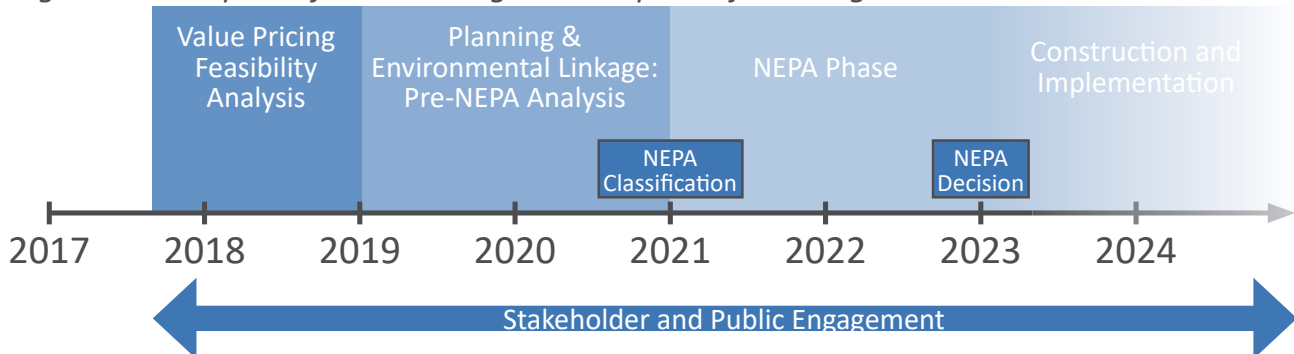 Value Pricing
Feasibility
Analysis
Planning &
Environmental Linkage:
Pre-NEPA Analysis
NEPA Phase
Construction and
Implementation
NEPA
Classification
NEPA
Decision
2017 2018 2019 2020 2021 2022 2023 2024
Stakeholder and Public Engagement